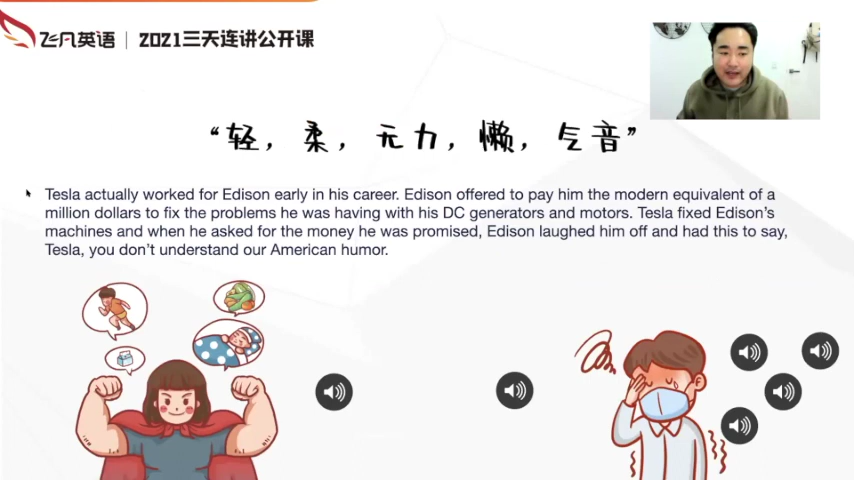 飞凡英语 | 2021三天连讲公开课
“轻，柔，无力，懒，气音”
Tesla actually worked for Edison early in his career. Edison offered to pay him the modern equivalent of a
million dollars to fix the problems he was having with his DC generators and motors. Tesla fixed Edison’s
machines and when he asked for the money he was promised, Edison laughed him off and had this to say,
Tesla, you don’t understand our American humor.